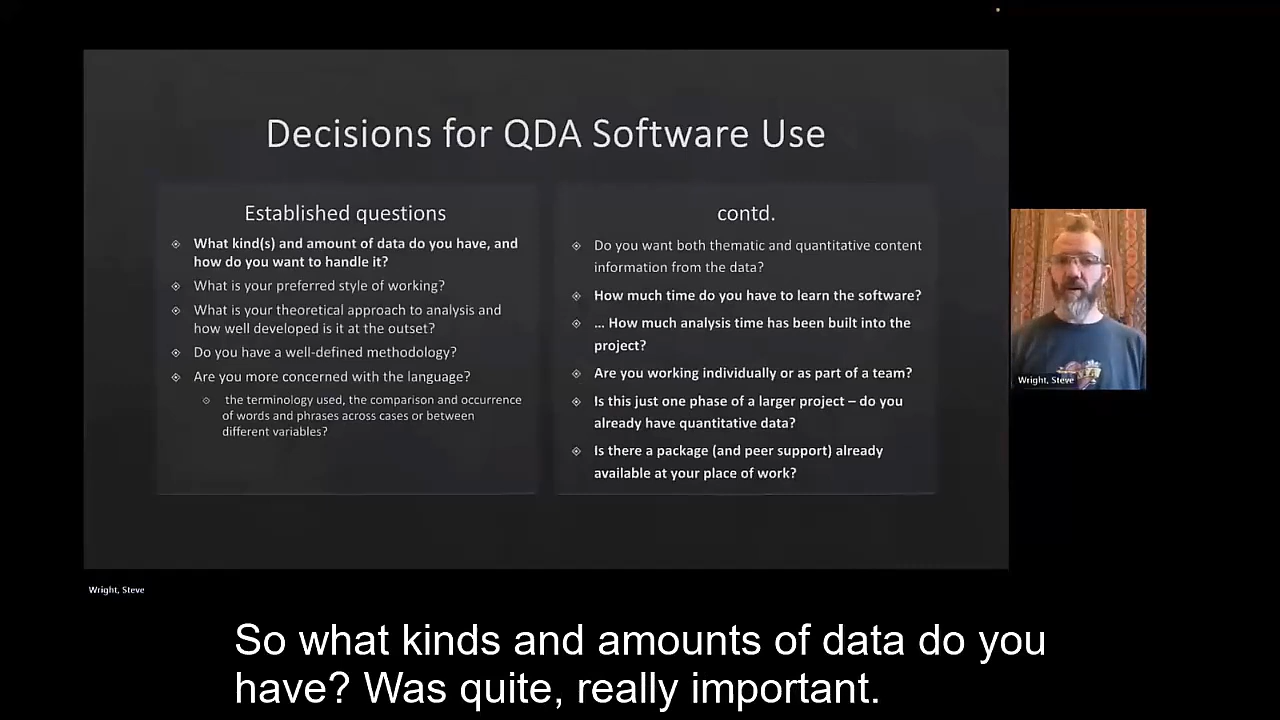 Decisions for QDA Software Use
Established questions
What kind(s) and amount of data do you have, and
how do you want to handle it?
What is your preferred style of working?
What is your theoretical approach to analysis and
how well developed is it at the outset?
Do you have a well-defined methodology?
Are you more concerned with the language?
the terminology used, the comparison and occurrence
of words and phrases across cases or between
different variables?
contd.
Do you want both thematic and quantitative content
information from the data?
How much time do you have to learn the software?
... How much analysis time has been built into the
project?
Are you working individually or as part of a team?
Is this just one phase of a larger project – do you
already have quantitative data?
Is there a package (and peer support) already
available at your place of work?
Wright, Steve
Wright, Steve
So what kinds and amounts of data do you
have? Was quite, really important.